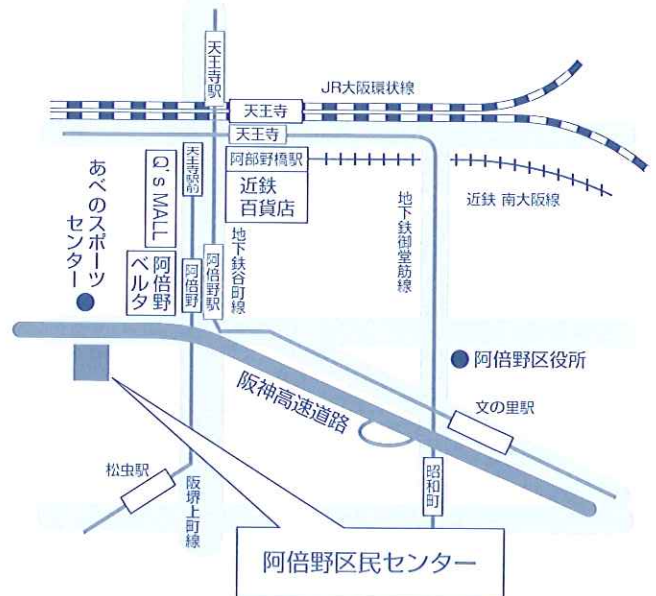 天王寺駅
JR大阪環状線
天王寺
天王寺
天王寺駅前
阿部野橋駅
近鉄
百貨店
近鉄 南大阪線
Q's MALL
あべのスポーツ
センター
阿倍野
ベルタ
阿倍野
阿倍野駅
地下鉄谷町線
地下鉄御堂筋線
阿倍野区役所
阪神高速道路
文の里駅
松虫駅
阪堺上町線
昭和町
阿倍野区民センター